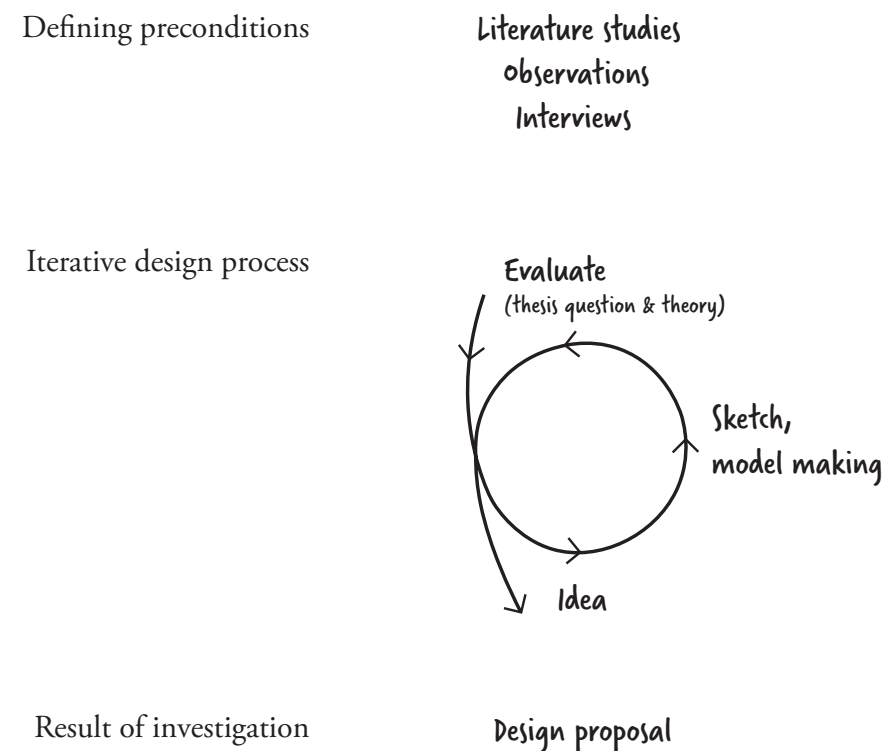 Defining preconditions
Literature studies
Observations
Interviews
Iterative design process
Evaluate
(thesis question & theory)
Sketch,
model making
Idea
Result of investigation
Design proposal